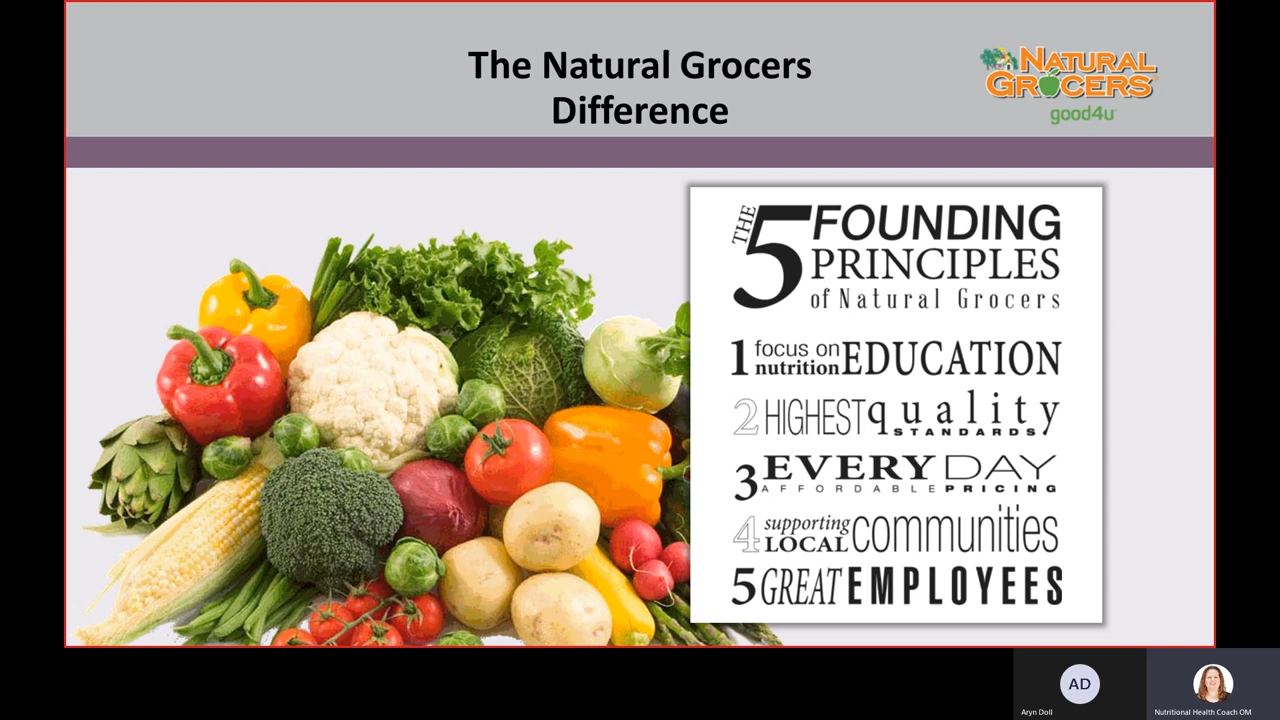 The Natural Grocers
Difference
NATURAL
GROCERS
good4u
THE 5 FOUNDING
PRINCIPLES
of Natural Grocers
1 focus on
nutrition EDUCATION
2 HIGHEST quality
STANDARDS
3 EVERY DAY
AFFORDABLE PRICING
4 supporting
LOCAL communities
5 GREAT EMPLOYEES
AD
Aryn Doll
Nutritional Health Coach OM